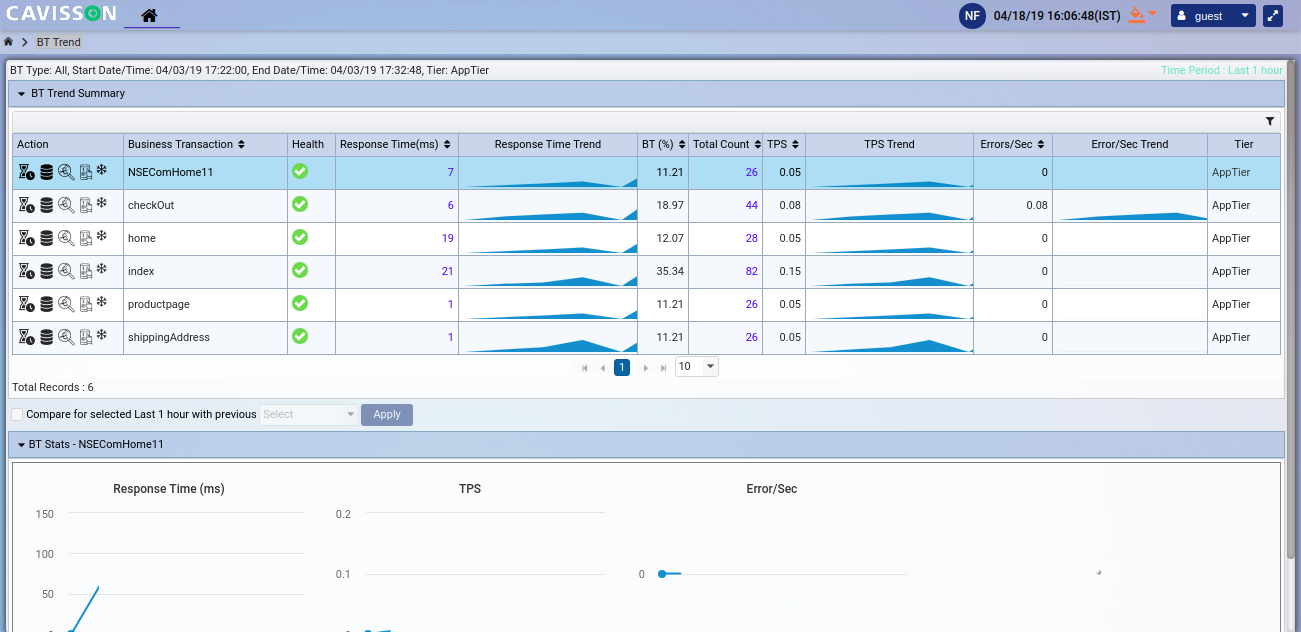 CAVISSON
NF 04/18/19 16:06:48(IST) guest
BT Trend
BT Type: All, Start Date/Time: 04/03/19 17:22:00, End Date/Time: 04/03/19 17:32:48, Tier: AppTier Time Period : Last 1 hour
BT Trend Summary
Action Business Transaction Health Response Time(ms) Response Time Trend BT (%) Total Count TPS TPS Trend Errors/Sec Error/Sec Trend Tier
NSEComHome11 7 11.21 26 0.05 0 AppTier
checkOut 6 18.97 44 0.08 0.08 AppTier
home 19 12.07 28 0.05 0 AppTier
index 21 35.34 82 0.15 0 AppTier
productpage 1 11.21 26 0.05 0 AppTier
shippingAddress 1 11.21 26 0.05 0 AppTier
1 10
Total Records : 6
Compare for selected Last 1 hour with previous Select Apply
BT Stats - NSEComHome11
Response Time (ms) TPS Error/Sec
150 0.2
100 0.1 0
50